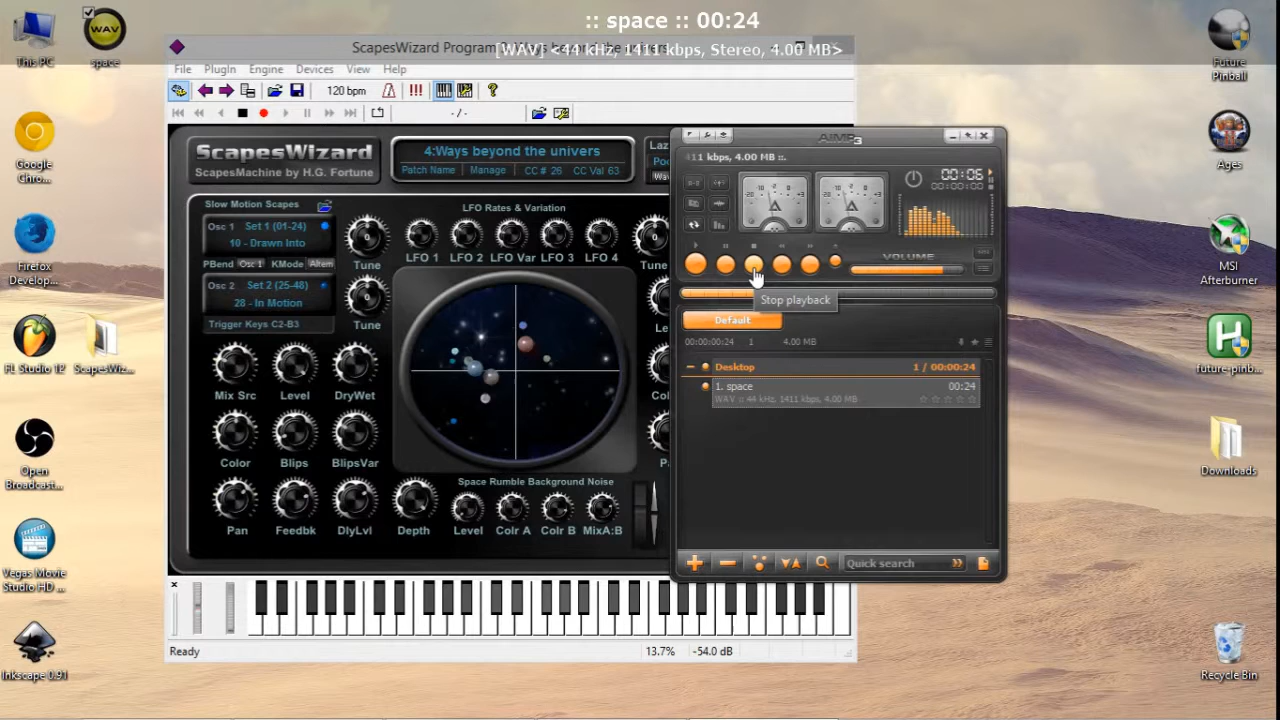 :: space :: 00:24
[WAV] <44 kHz, 1411 kbps, Stereo, 4.00 MB>
This PC
WAV
space
Google
Chro...
Firefox
Develop...
FL Studio 12
ScapesWiz...
Open
Broadcast...
Vegas Movie
Studio HD ...
Inkscape 0.91
ScapesWizard Program
File PlugIn Engine Devices View Help
120 bpm
- / -
ScapesWizard
ScapesMachine by H.G. Fortune
4:Ways beyond the univers
Patch Name Manage CC # 26 CC Val 63
Slow Motion Scapes
Osc 1 Set 1 (01-24)
10 - Drawn Into
PBend Osc 1 KMode Altern
Osc 2 Set 2 (25-48)
28 - In Motion
Trigger Keys C2-B3
Tune
Tune
LFO Rates & Variation
LFO 1 LFO 2 LFO Var LFO 3 LFO 4
Tune
Mix Src Level DryWet
Color Blips BlipsVar
Pan Feedbk DlyLvl Depth
Space Rumble Background Noise
Level Colr A Colr B MixA:B
Ready 13.7% -54.0 dB
AIMP3
411 kbps, 4.00 MB ::.
00:06
00:00:00
VOLUME
Stop playback
Default
00:00:00:24 1 4.00 MB
Desktop 1 / 00:00:24
1. space 00:24
WAV :: 44 kHz, 1411 kbps, 4.00 MB
Quick search
Future
Pinball
Ages
MSI
Afterburner
future-pinb...
Downloads
Recycle Bin